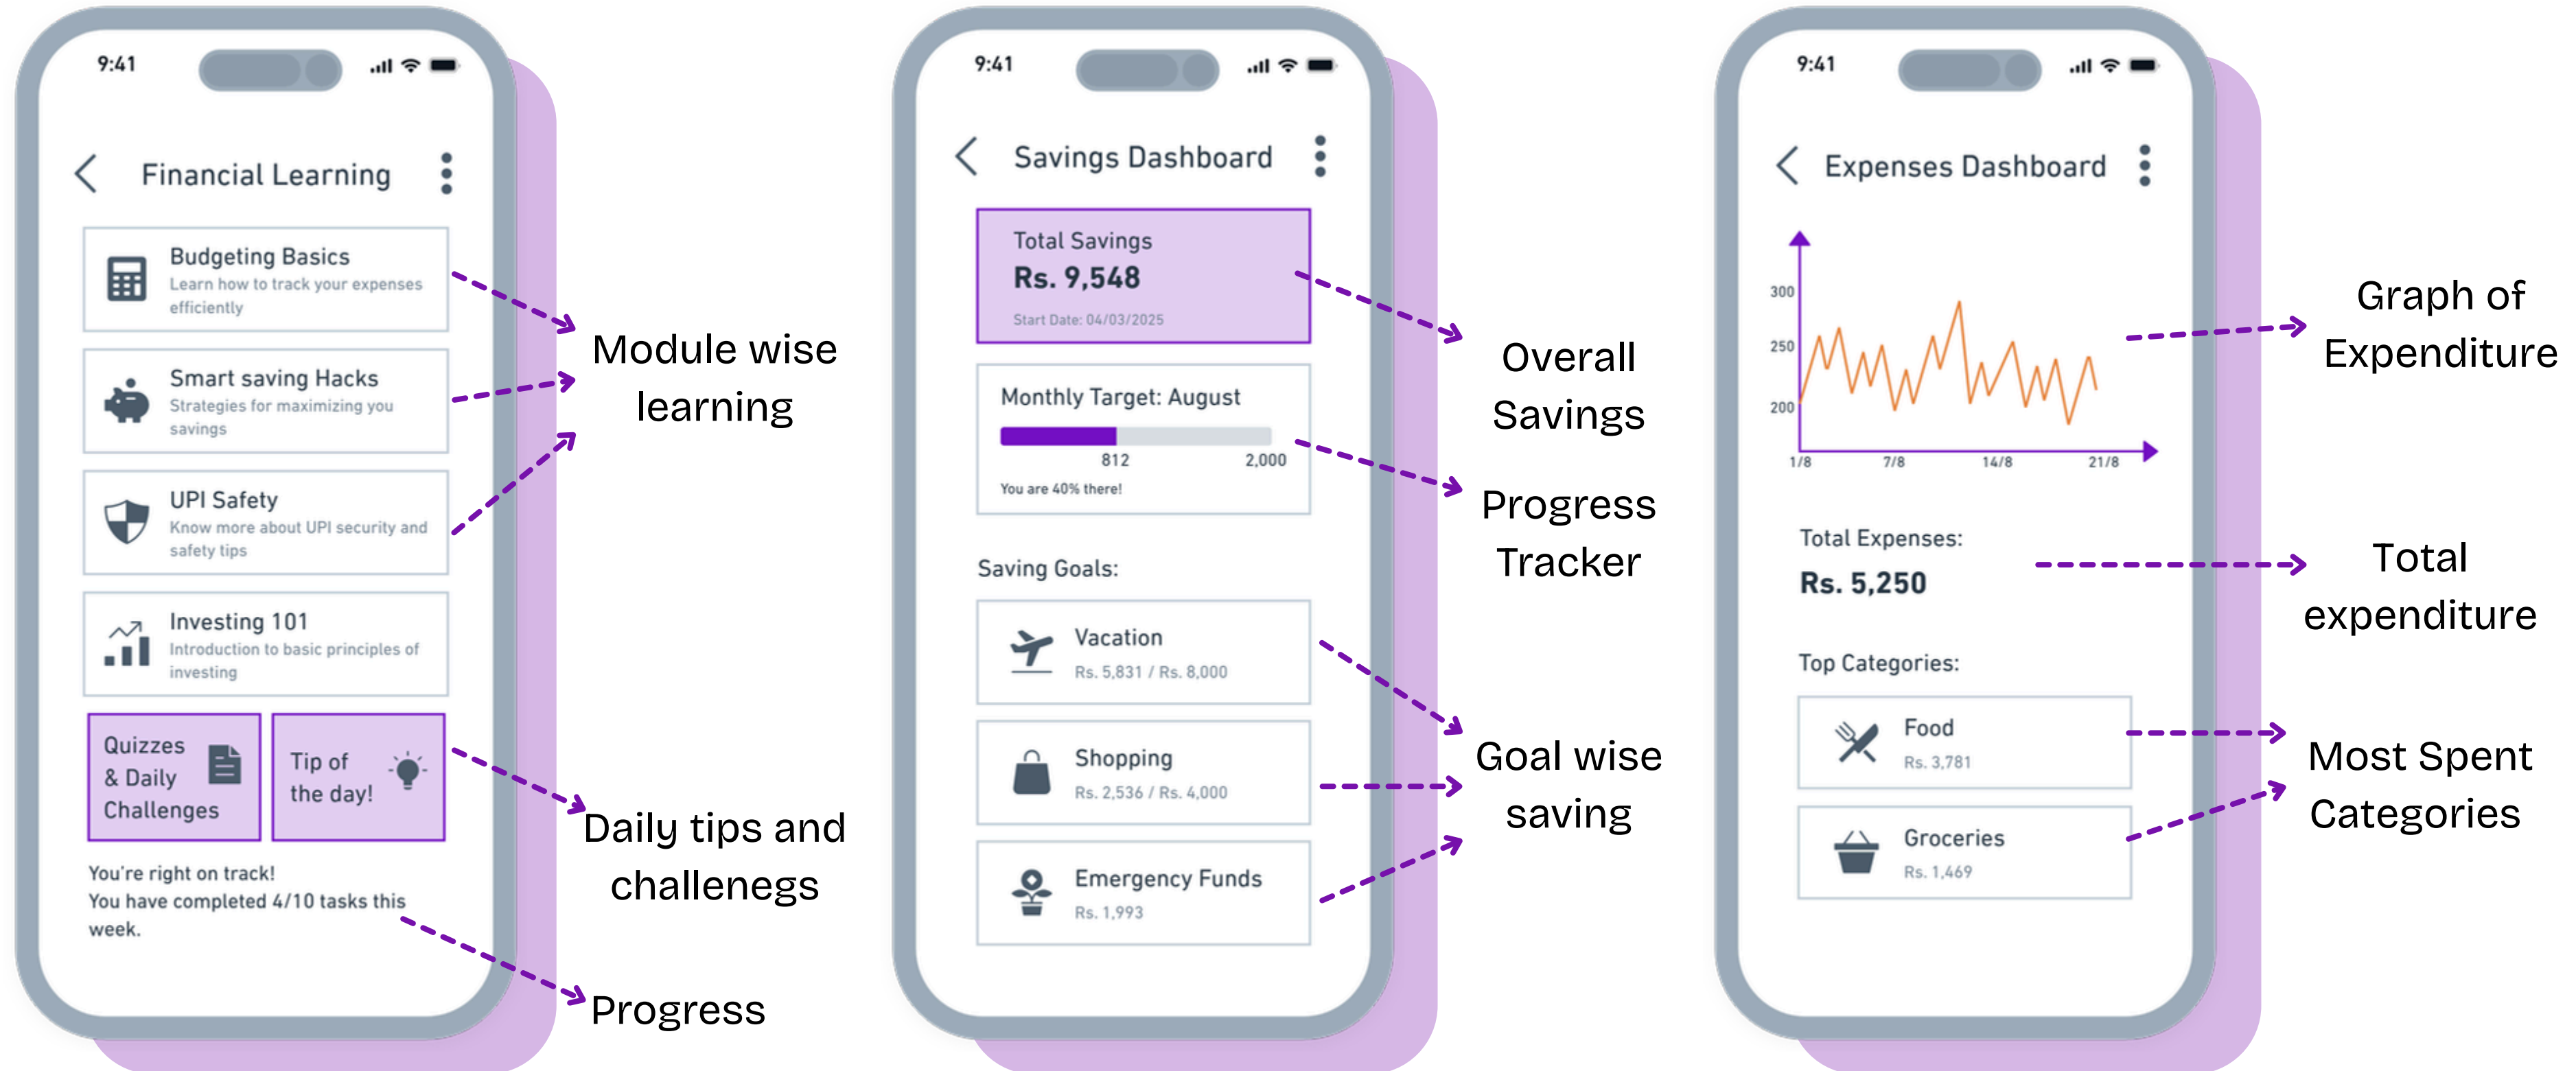 9:41
Financial Learning
Budgeting Basics
Learn how to track your expenses
efficiently
Smart saving Hacks
Strategies for maximizing you
savings
UPI Safety
Know more about UPI security and
safety tips
Investing 101
Introduction to basic principles of
investing
Quizzes
& Daily
Challenges
Tip of
the day!
You're right on track!
You have completed 4/10 tasks this
week.
Module wise
learning
Daily tips and
challenegs
Progress
9:41
Savings Dashboard
Total Savings
Rs. 9,548
Start Date: 04/03/2025
Monthly Target: August
812 2,000
You are 40% there!
Saving Goals:
Vacation
Rs. 5,831 / Rs. 8,000
Shopping
Rs. 2,536 / Rs. 4,000
Emergency Funds
Rs. 1,993
Overall
Savings
Progress
Tracker
Goal wise
saving
9:41
Expenses Dashboard
300
250
200
1/8 7/8 14/8 21/8
Total Expenses:
Rs. 5,250
Top Categories:
Food
Rs. 3,781
Groceries
Rs. 1,469
Graph of
Expenditure
Total
expenditure
Most Spent
Categories